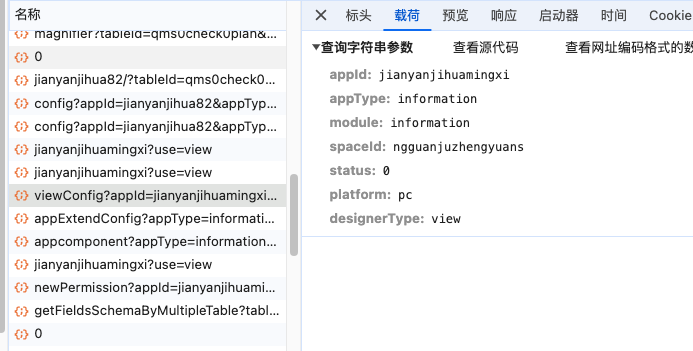 名称
magnifier?tableId=qms0check0plan&...
0
jianyanjihua82/?tableId=qms0check0...
config?appId=jianyanjihua82&appTyp...
config?appId=jianyanjihua82&appTyp...
jianyanjihuamingxi?use=view
jianyanjihuamingxi?use=view
viewConfig?appId=jianyanjihuamingxi...
appExtendConfig?appType=informati...
appcomponent?appType=information...
jianyanjihuamingxi?use=view
newPermission?appId=jianyanjihuami...
getFieldsSchemaByMultipleTable?tabl...
0
标头 载荷 预览 响应 启动器 时间 Cookie
▼查询字符串参数 查看源代码 查看网址编码格式的数
appId: jianyanjihuamingxi
appType: information
module: information
spaceId: ngguanjuzhengyuans
status: 0
platform: pc
designerType: view